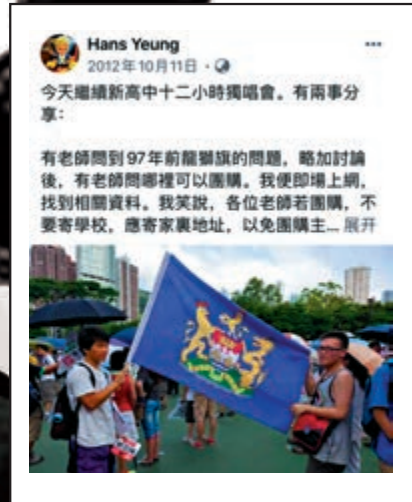 Hans Yeung
2012年10月11日 ·
今天繼續新高中十二小時獨唱會。有兩事分
享：
有老師問到97年前龍獅旗的問題，略加討論
後，有老師問哪裡可以團購。我便即場上網，
找到相關資料。我笑說，各位老師若團購，不
要寄學校，應寄家裏地址，以免團購主... 展开